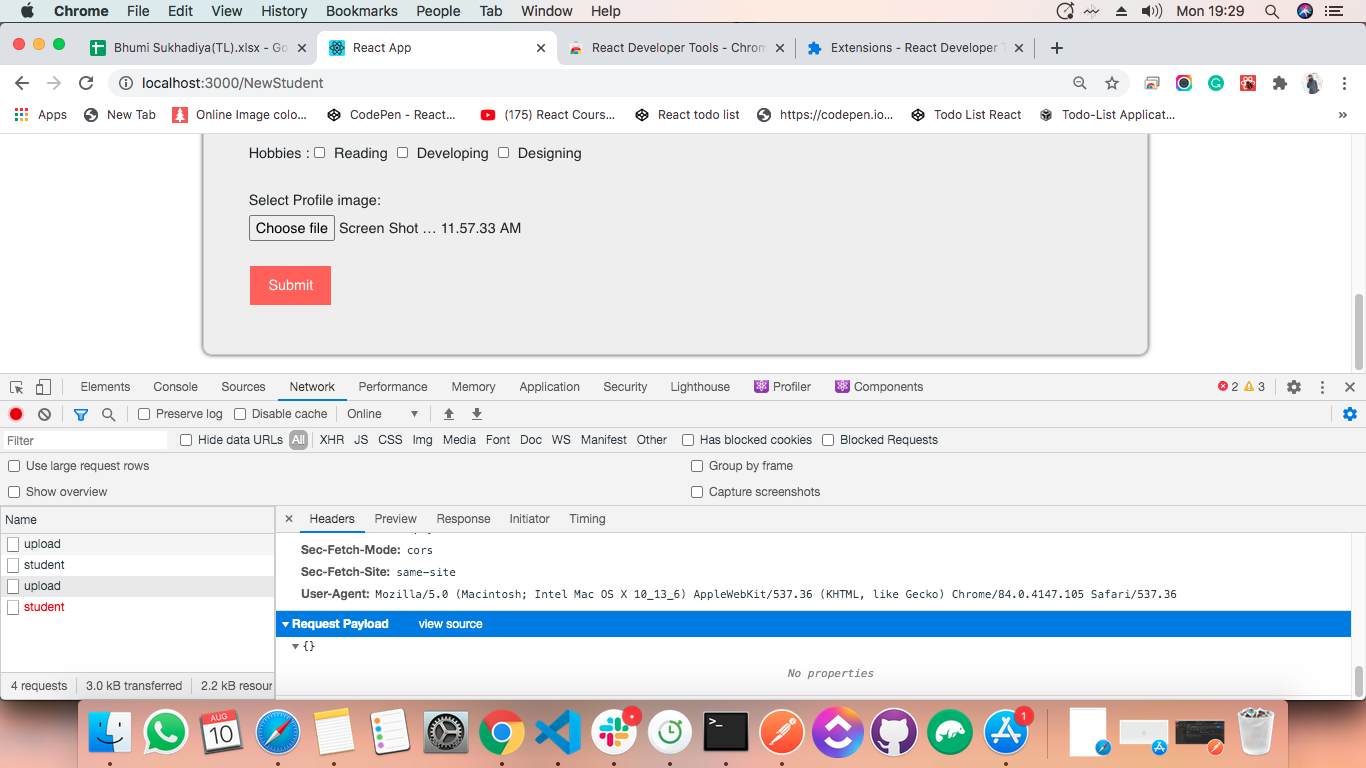 Chrome File Edit View History Bookmarks People Tab Window Help Mon 19:29
Bhumi Sukhadiya(TL).xlsx - Go React App React Developer Tools - Chrom Extensions - React Developer T
localhost:3000/NewStudent
Apps New Tab Online Image colo... CodePen - React... (175) React Cours... React todo list https://codepen.io... Todo List React Todo-List Applicat... »
Hobbies : Reading Developing Designing
Select Profile image:
Choose file Screen Shot ... 11.57.33 AM
Submit
Elements Console Sources Network Performance Memory Application Security Lighthouse Profiler Components 2 3
Preserve log Disable cache Online
Filter Hide data URLs All XHR JS CSS Img Media Font Doc WS Manifest Other Has blocked cookies Blocked Requests
Use large request rows Group by frame
Show overview Capture screenshots
Name Headers Preview Response Initiator Timing
upload
student
upload
student
Sec-Fetch-Mode: cors
Sec-Fetch-Site: same-site
User-Agent: Mozilla/5.0 (Macintosh; Intel Mac OS X 10_13_6) AppleWebKit/537.36 (KHTML, like Gecko) Chrome/84.0.4147.105 Safari/537.36
Request Payload view source
{}
No properties
4 requests 3.0 kB transferred 2.2 kB resour
AUG
10
1